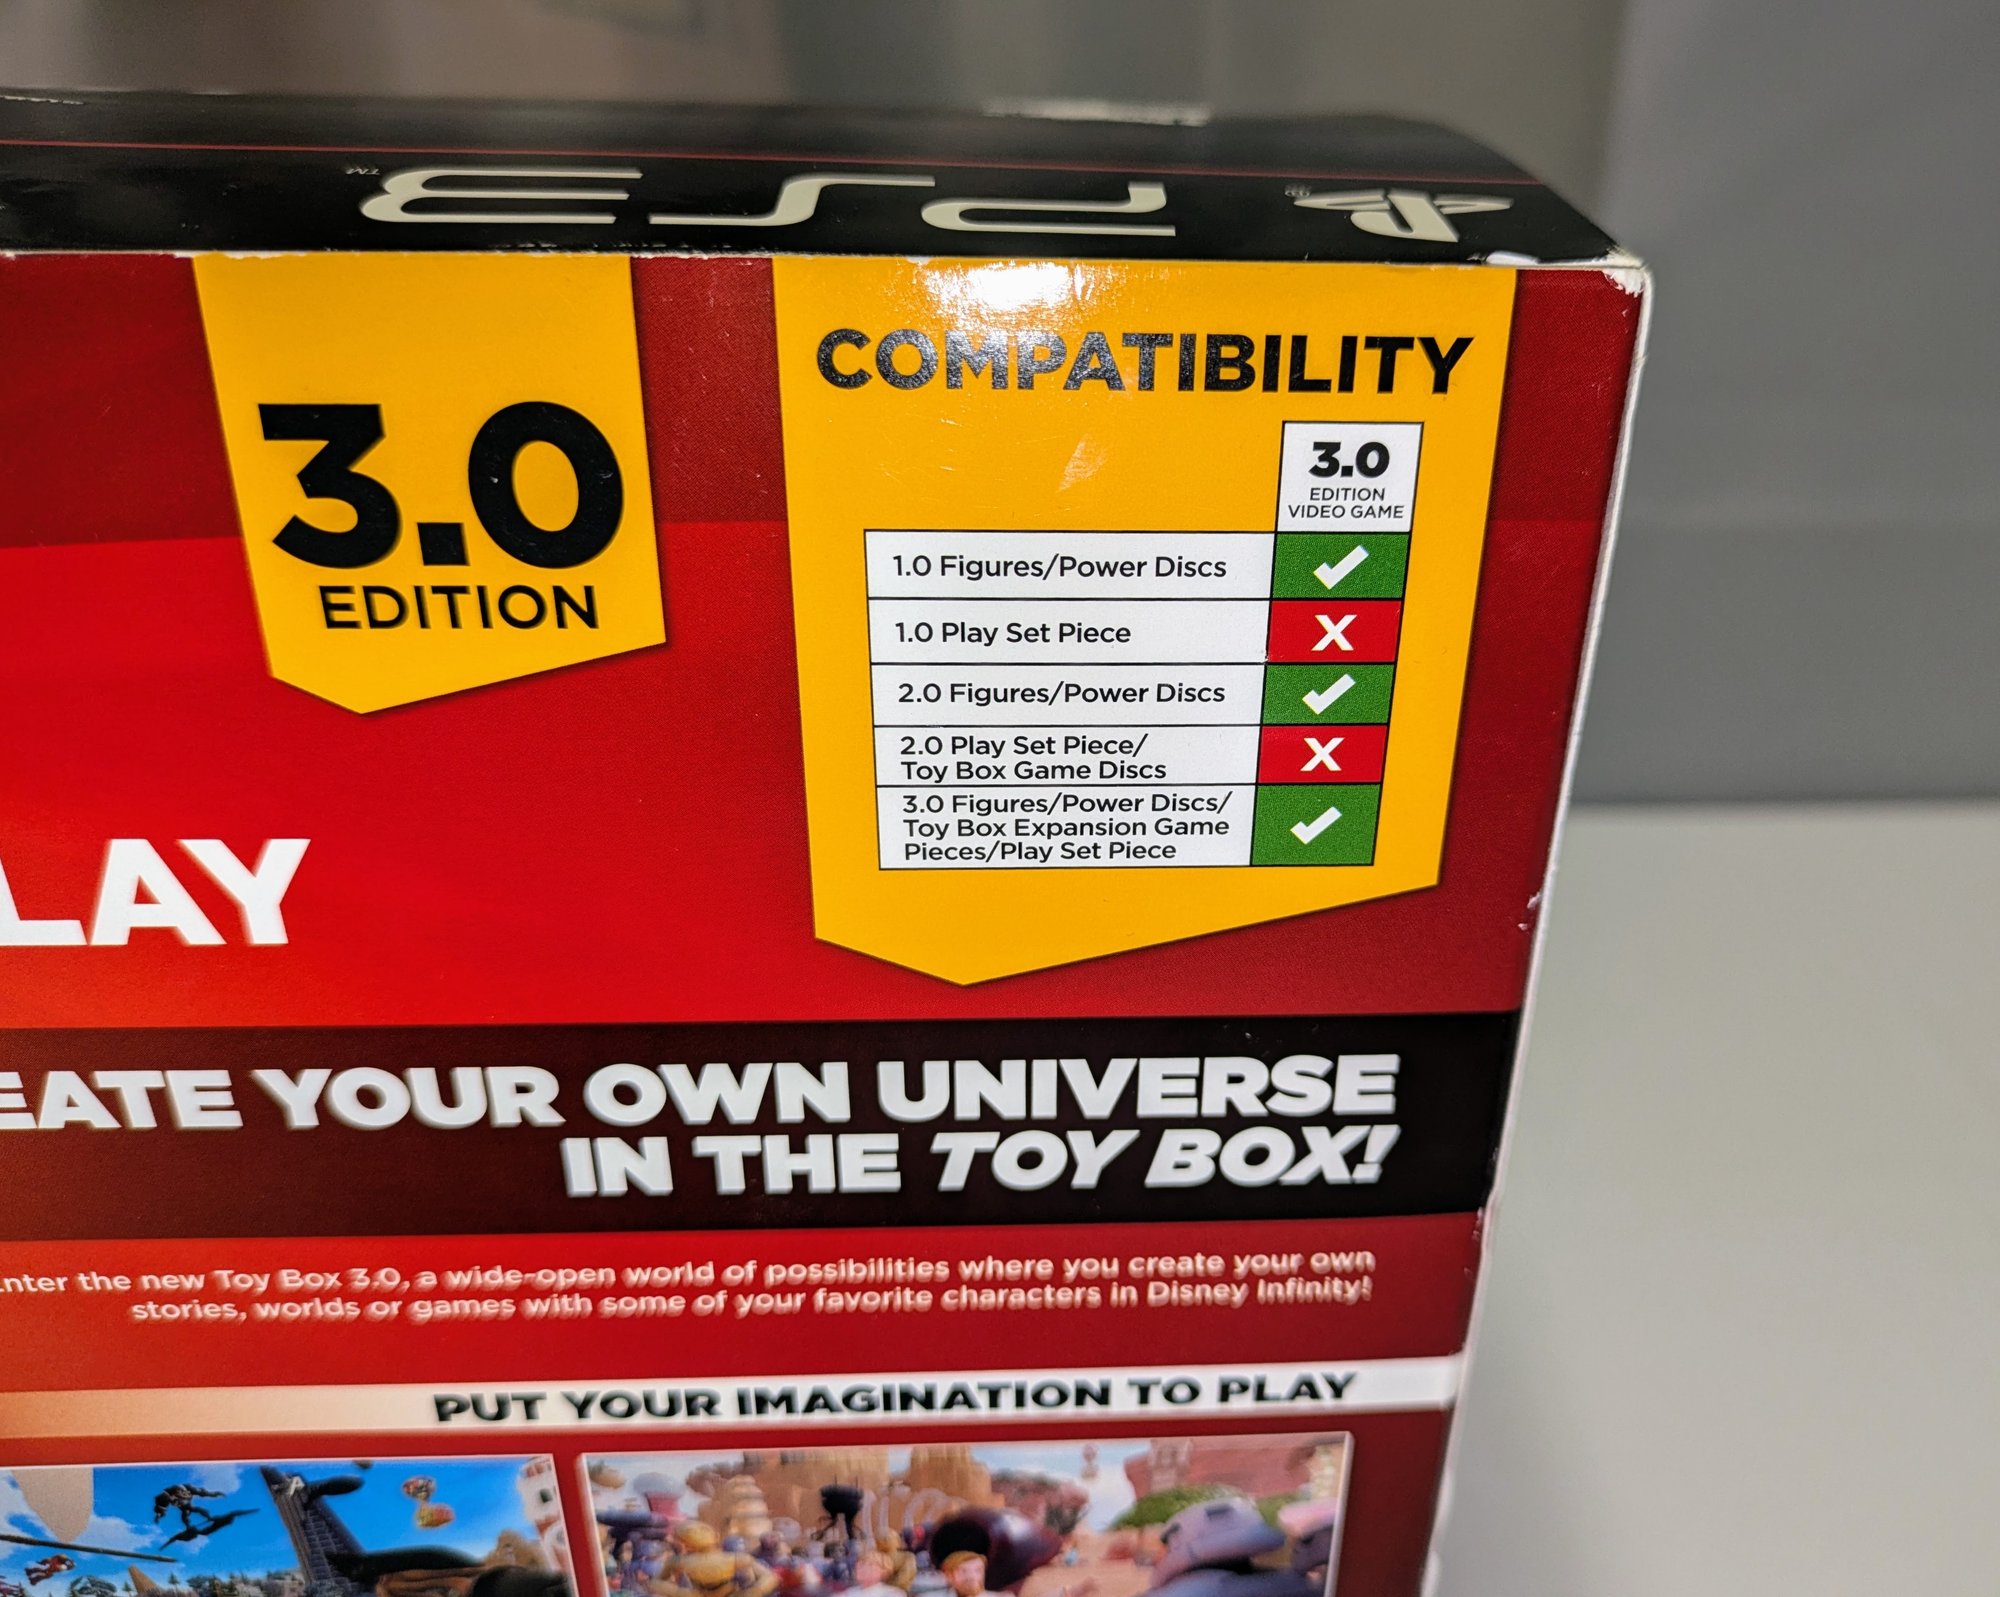 PS3™
3.0
EDITION
COMPATIBILITY
3.0
EDITION
VIDEO GAME
1.0 Figures/Power Discs
1.0 Play Set Piece
X
2.0 Figures/Power Discs
2.0 Play Set Piece/
Toy Box Game Discs
X
3.0 Figures/Power Discs/
Toy Box Expansion Game
Pieces/Play Set Piece
LAY
EATE YOUR OWN UNIVERSE
IN THE TOY BOX!
nter the new Toy Box 3.0, a wide-open world of possibilities where you create your own
stories, worlds or games with some of your favorite characters in Disney Infinity!
PUT YOUR IMAGINATION TO PLAY